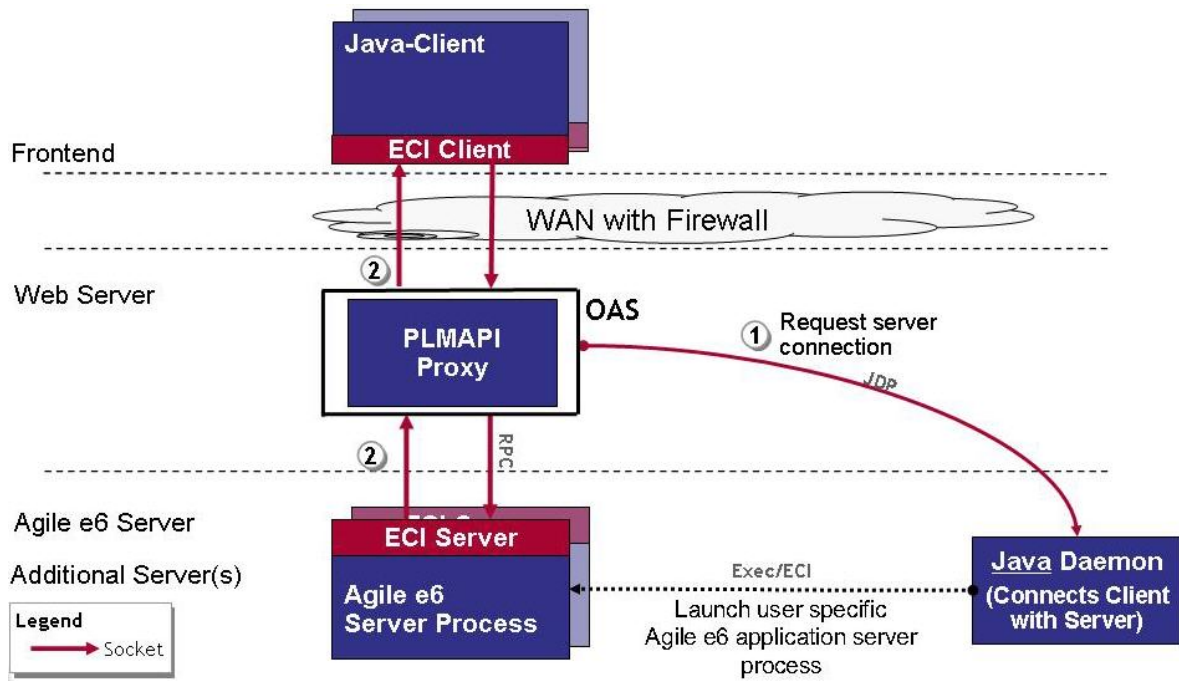 Java-Client
ECI Client
Frontend
WAN with Firewall
2
Web Server
OAS
PLMAPI
Proxy
1
Request server
connection
JDP
2
RPC
Agile e6 Server
ECI Server
Additional Server(s)
Agile e6
Server Process
Exec/ECI
Launch user specific
Agile e6 application server
process
Java Daemon
(Connects Client
with Server)
Legend
Socket